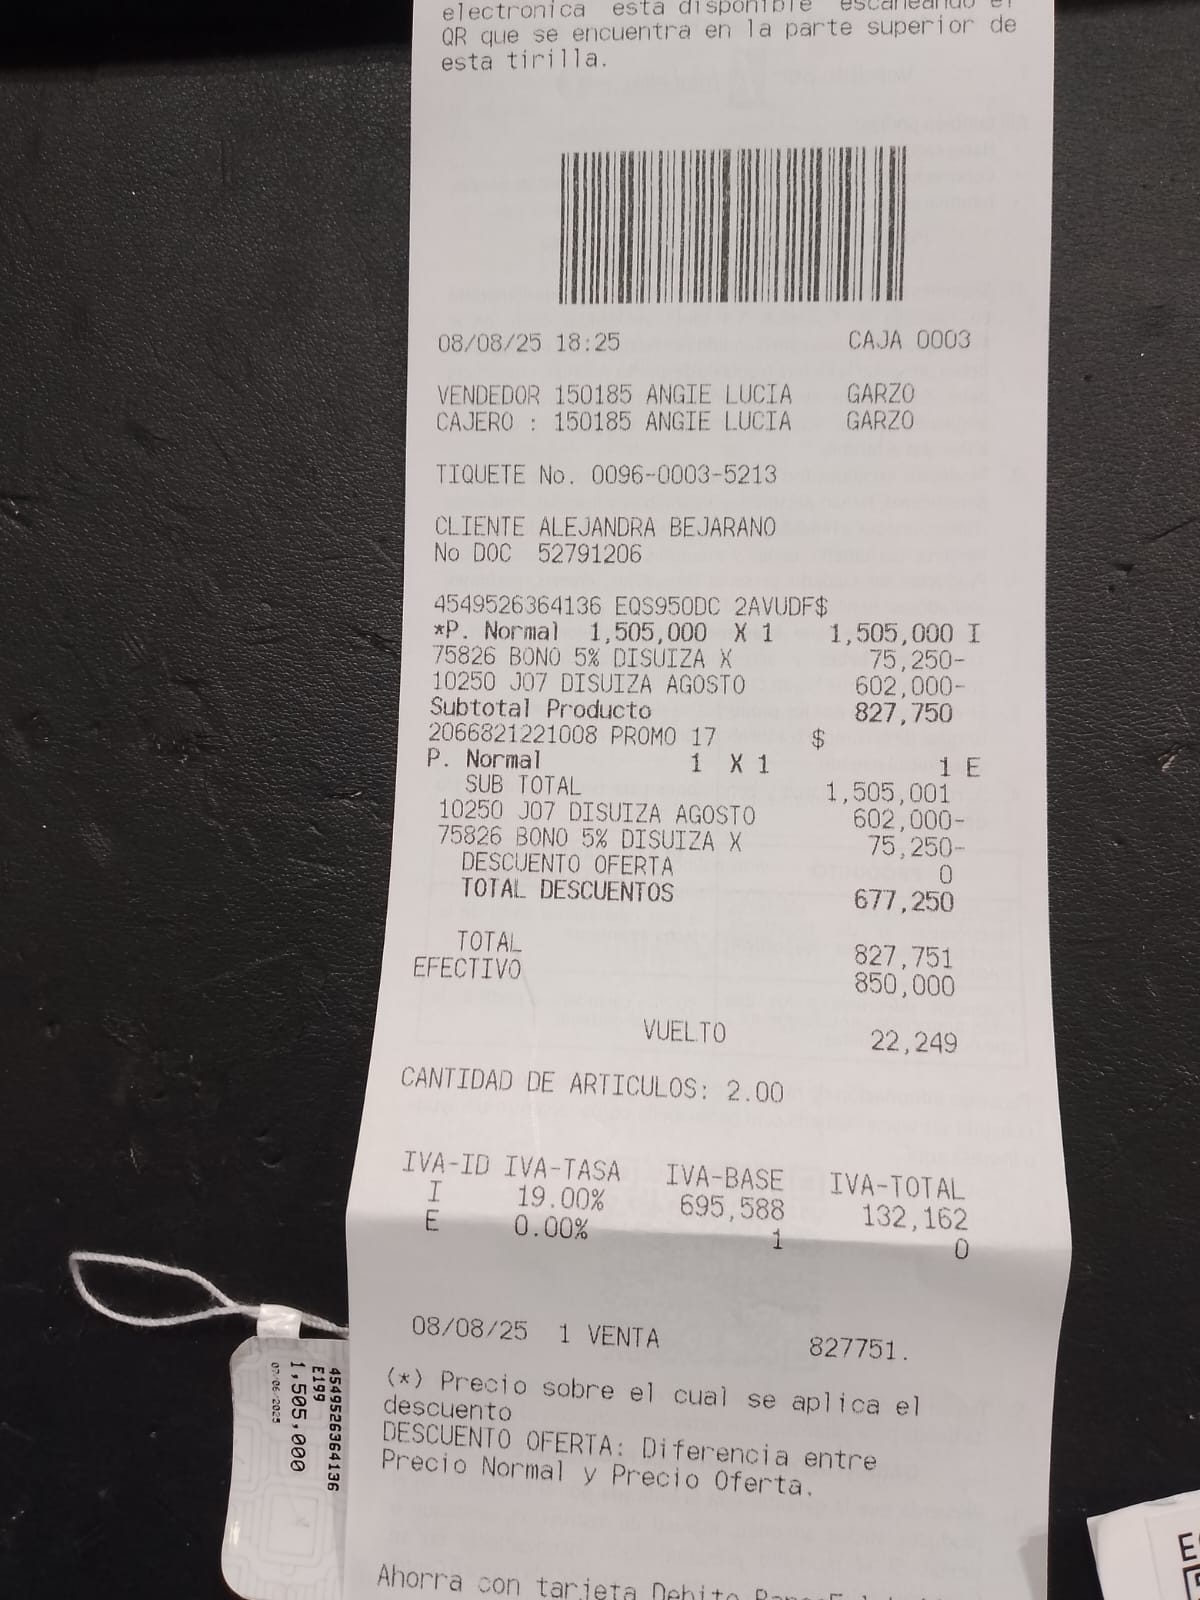 electronica esta disponible escaneando el
QR que se encuentra en la parte superior de
esta tirilla.
08/08/25 18:25 CAJA 0003
VENDEDOR 150185 ANGIE LUCIA GARZO
CAJERO : 150185 ANGIE LUCIA GARZO
TIQUETE No. 0096-0003-5213
CLIENTE ALEJANDRA BEJARANO
No DOC 52791206
4549526364136 EQS950DC 2AVUDF$
*P. Normal 1,505,000 X 1 1,505,000 I
75826 BONO 5% DISUIZA X 75,250-
10250 J07 DISUIZA AGOSTO 602,000-
Subtotal Producto 827,750
2066821221008 PROMO 17 $
P. Normal 1 X 1 1 E
SUB TOTAL 1,505,001
10250 J07 DISUIZA AGOSTO 602,000-
75826 BONO 5% DISUIZA X 75,250-
DESCUENTO OFERTA 0
TOTAL DESCUENTOS 677,250
TOTAL 827,751
EFECTIVO 850,000
VUELTO 22,249
CANTIDAD DE ARTICULOS: 2.00
IVA-ID IVA-TASA IVA-BASE IVA-TOTAL
I 19.00% 695,588 132,162
E 0.00% 1 0
08/08/25 1 VENTA 827751.
(*) Precio sobre el cual se aplica el
descuento
DESCUENTO OFERTA: Diferencia entre
Precio Normal y Precio Oferta.
Ahorra con tarjeta Debito
4549526364136
E199
1,505,000
07/06/2025